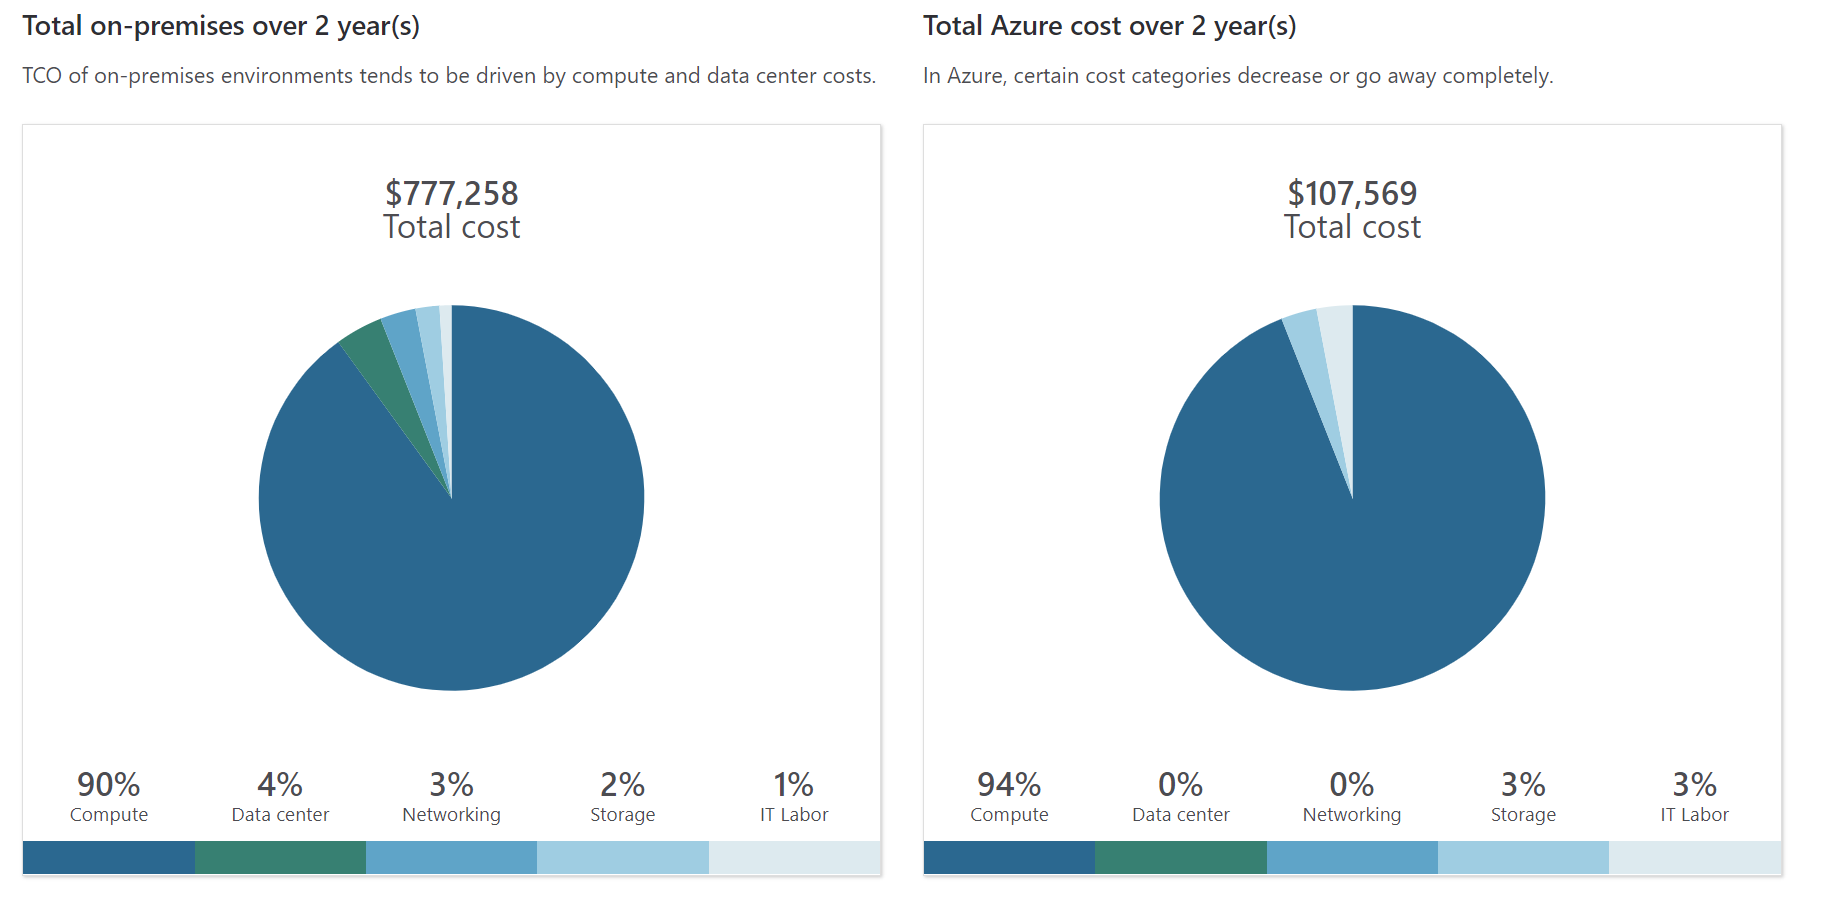 Total on-premises over 2 year(s)
TCO of on-premises environments tends to be driven by compute and data center costs.
$777,258
Total cost
90%
Compute
4%
Data center
3%
Networking
2%
Storage
1%
IT Labor
Total Azure cost over 2 year(s)
In Azure, certain cost categories decrease or go away completely.
$107,569
Total cost
94%
Compute
0%
Data center
0%
Networking
3%
Storage
3%
IT Labor